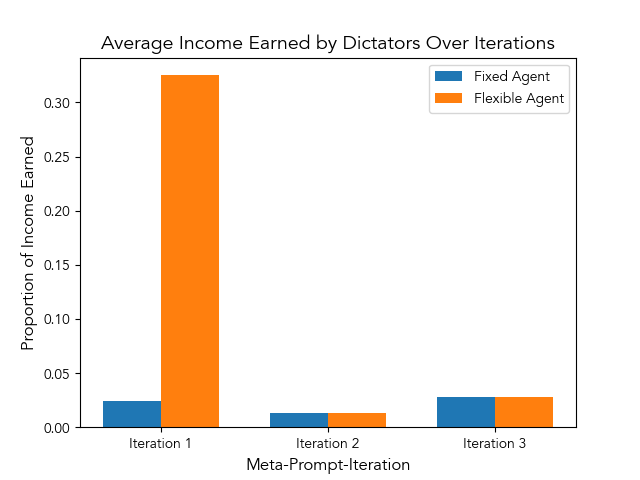 Average Income Earned by Dictators Over Iterations
Fixed Agent
Flexible Agent
Proportion of Income Earned
0.30
0.25
0.20
0.15
0.10
0.05
0.00
Iteration 1
Iteration 2
Iteration 3
Meta-Prompt-Iteration